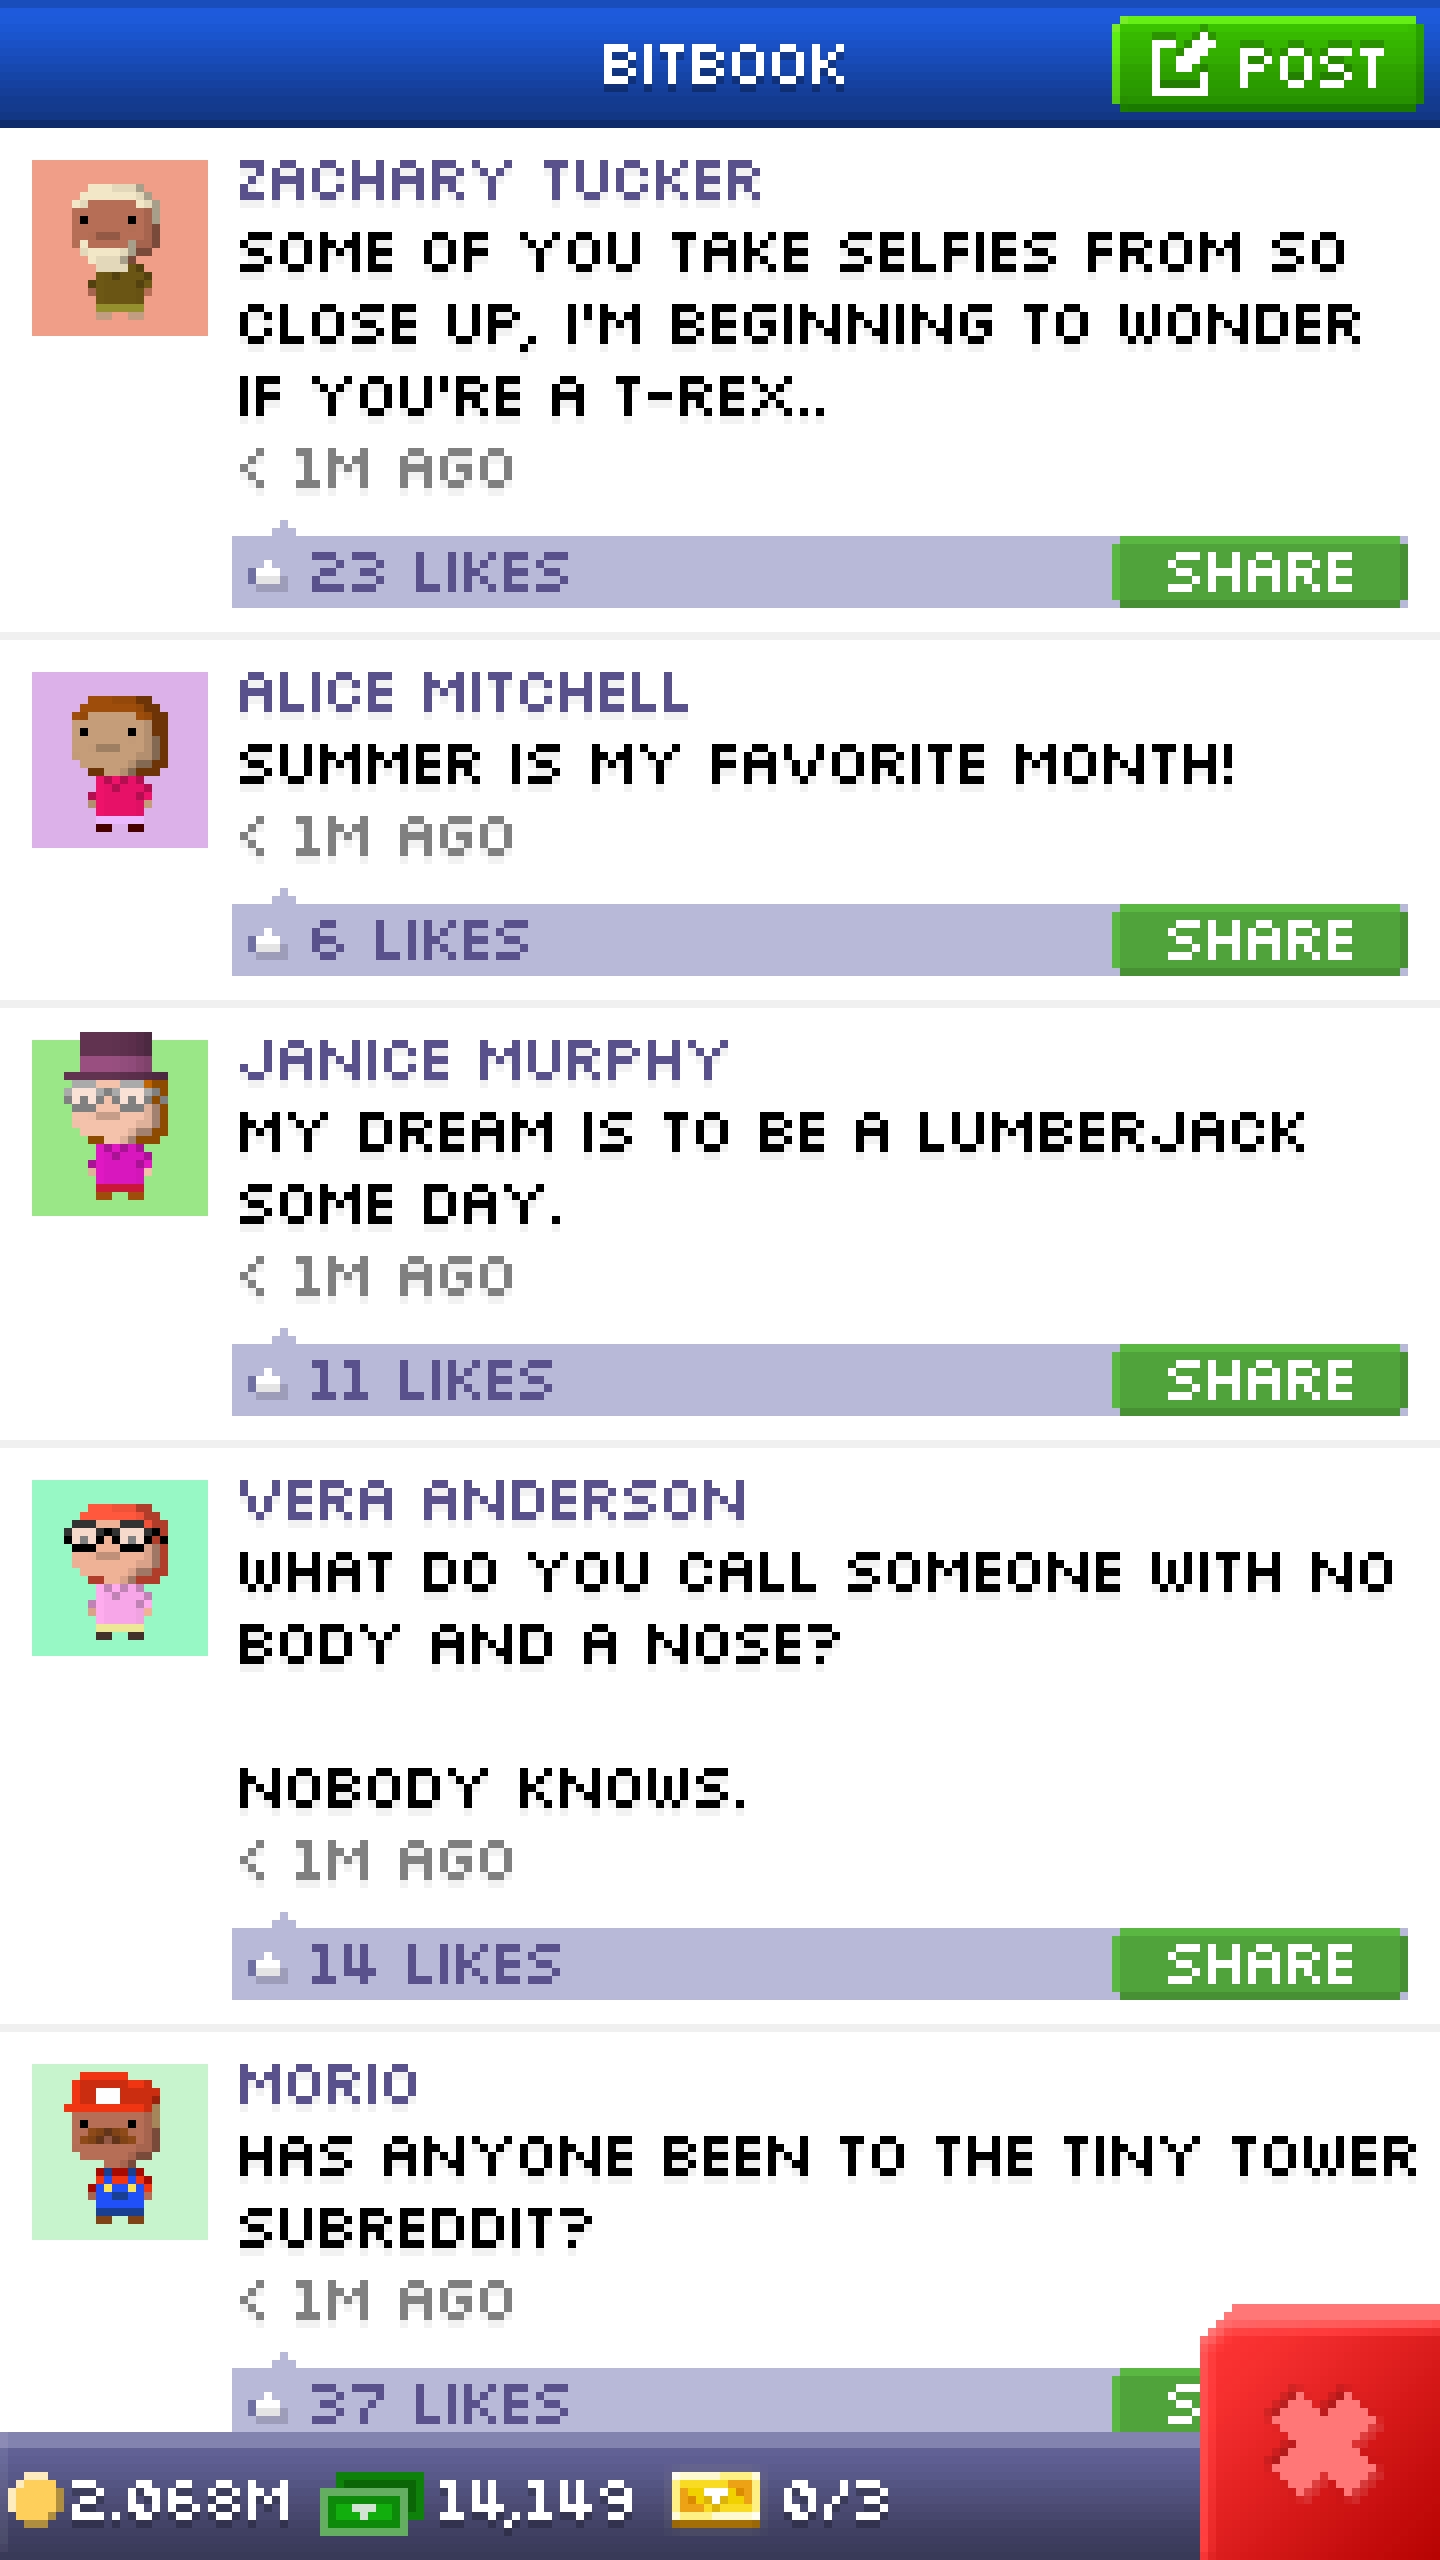 BITBOOK
POST
ZACHARY TUCKER
SOME OF YOU TAKE SELFIES FROM SO
CLOSE UP, I'M BEGINNING TO WONDER
IF YOU'RE A T-REX..
< 1M AGO
23 LIKES
SHARE
ALICE MITCHELL
SUMMER IS MY FAVORITE MONTH!
< 1M AGO
6 LIKES
SHARE
JANICE MURPHY
MY DREAM IS TO BE A LUMBERJACK
SOME DAY.
< 1M AGO
11 LIKES
SHARE
VERA ANDERSON
WHAT DO YOU CALL SOMEONE WITH NO
BODY AND A NOSE?
NOBODY KNOWS.
< 1M AGO
14 LIKES
SHARE
MORIO
HAS ANYONE BEEN TO THE TINY TOWER
SUBREDDIT?
< 1M AGO
37 LIKES
2.068M
14,149
0/3